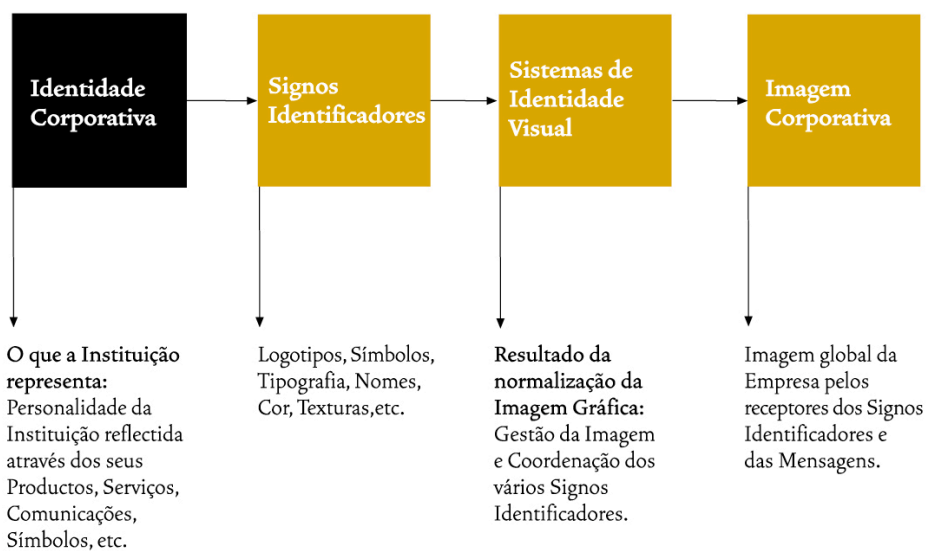 Identidade
Corporativa
Signos
Identificadores
Sistemas de
Identidade
Visual
Imagem
Corporativa
O que a Instituição
representa:
Personalidade da
Instituição reflectida
através dos seus
Productos, Serviços,
Comunicações,
Símbolos, etc.
Logotipos, Símbolos,
Tipografia, Nomes,
Cor, Texturas,etc.
Resultado da
normalização da
Imagem Gráfica:
Gestão da Imagem
e Coordenação dos
vários Signos
Identificadores.
Imagem global da
Empresa pelos
receptores dos Signos
Identificadores e
das Mensagens.